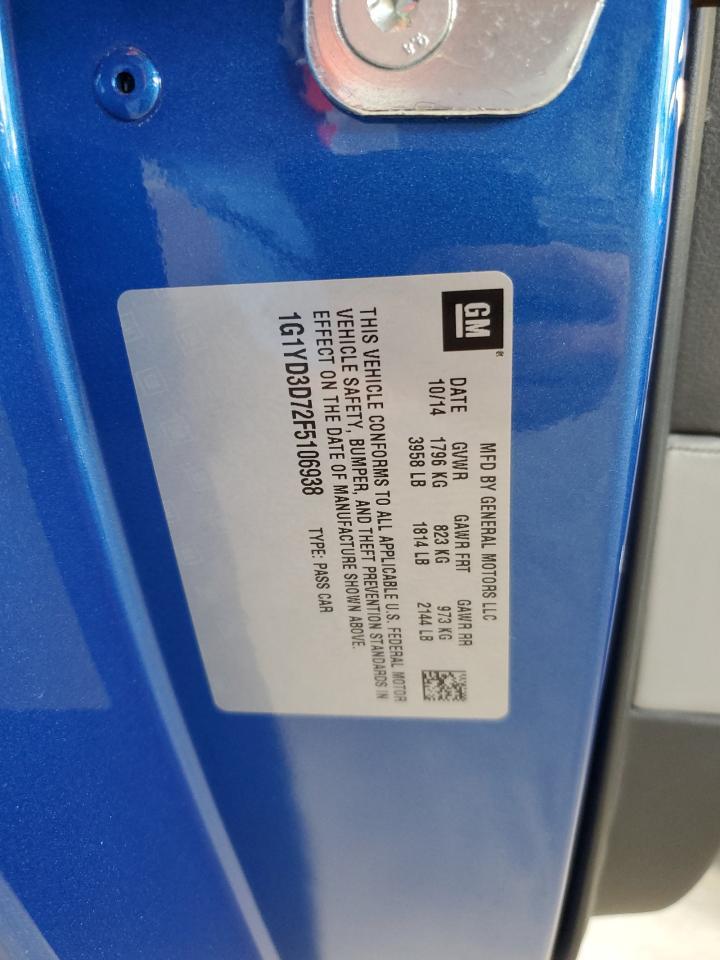 8.8
GM
MFD BY GENERAL MOTORS LLC
DATE GVWR GAWR FRT GAWR RR
10/14 1796 KG 823 KG 973 KG
3958 LB 1814 LB 2144 LB
THIS VEHICLE CONFORMS TO ALL APPLICABLE U.S. FEDERAL MOTOR
VEHICLE SAFETY, BUMPER, AND THEFT PREVENTION STANDARDS IN
EFFECT ON THE DATE OF MANUFACTURE SHOWN ABOVE.
1G1YD3D72F5106938 TYPE: PASS CAR